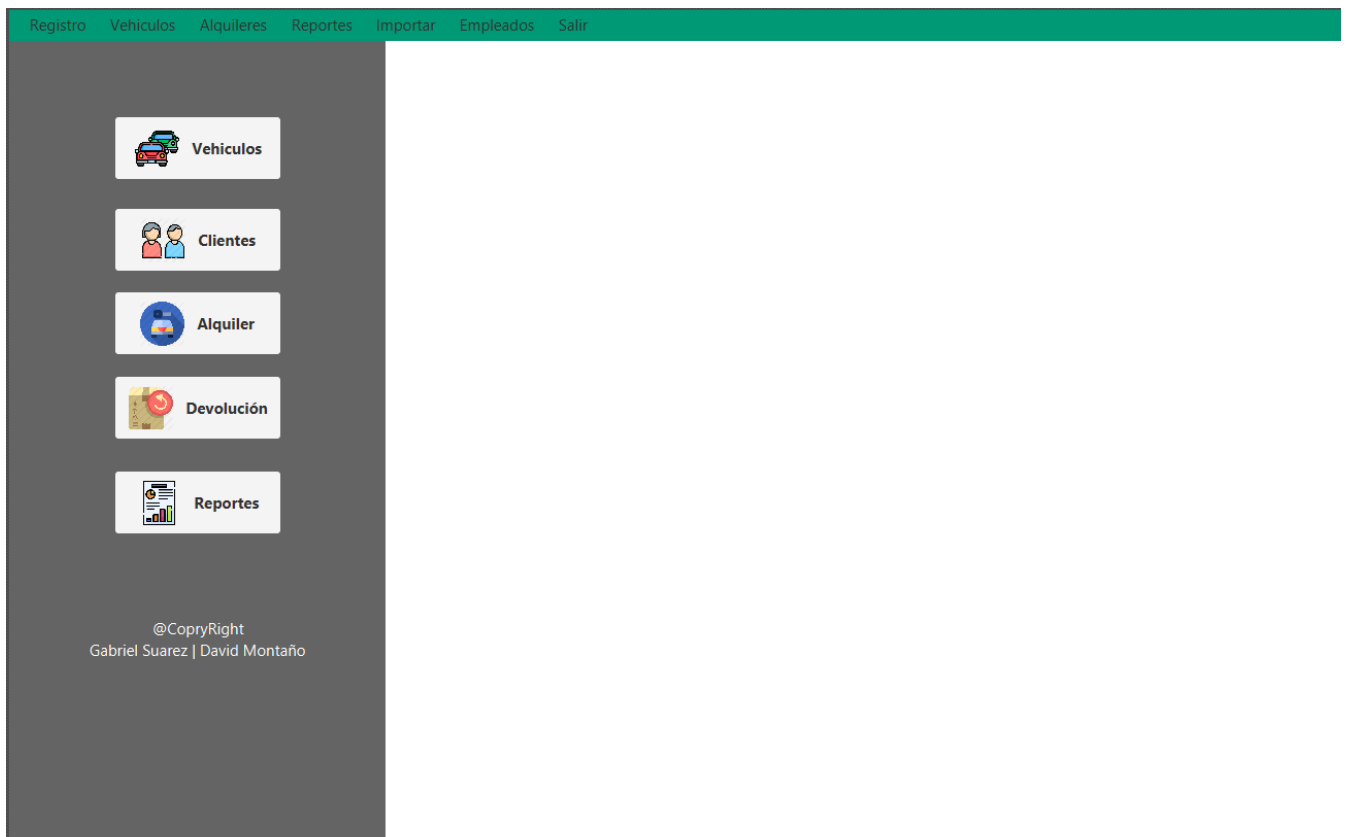 Registro Vehiculos Alquileres Reportes Importar Empleados Salir
Vehiculos
Clientes
Alquiler
Devolución
Reportes
@CopryRight
Gabriel Suarez | David Montaño